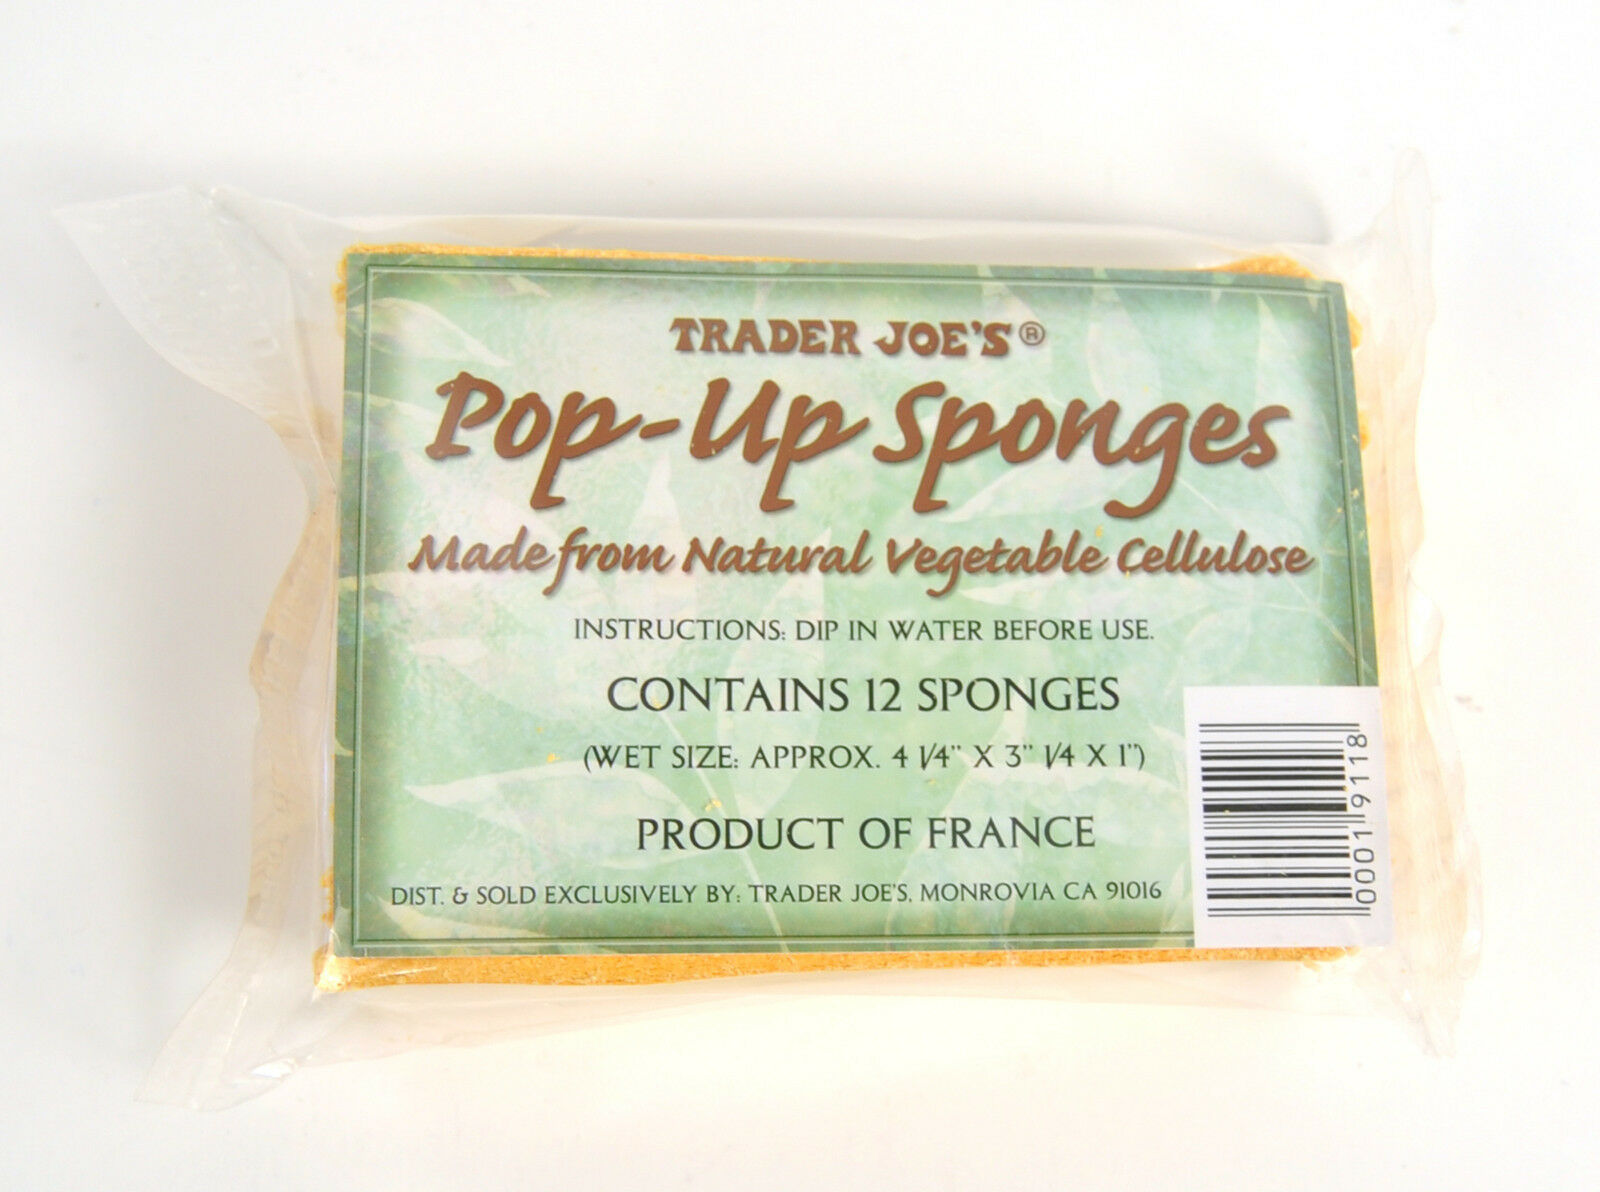 TRADER JOE'S®
Pop-Up Sponges
Made from Natural Vegetable Cellulose
INSTRUCTIONS: DIP IN WATER BEFORE USE.
CONTAINS 12 SPONGES
(WET SIZE: APPROX. 4 1/4" X 3" 1/4 X 1")
PRODUCT OF FRANCE
DIST. & SOLD EXCLUSIVELY BY: TRADER JOE'S, MONROVIA CA 91016
0001 9118